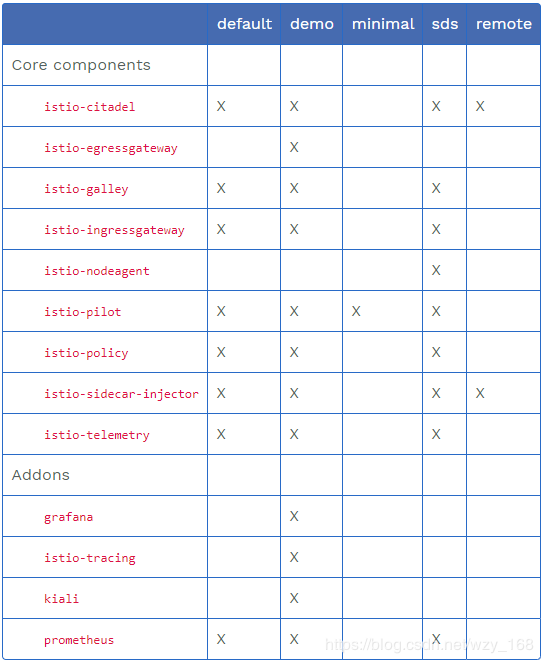 default demo minimal sds remote
Core components
istio-citadel X X X X
istio-egressgateway X
istio-galley X X X
istio-ingressgateway X X X
istio-nodeagent X
istio-pilot X X X X
istio-policy X X X
istio-sidecar-injector X X X X
istio-telemetry X X X
Addons
grafana X
istio-tracing X
kiali X
prometheus X X X
https://blog.csdn.net/wzy_168